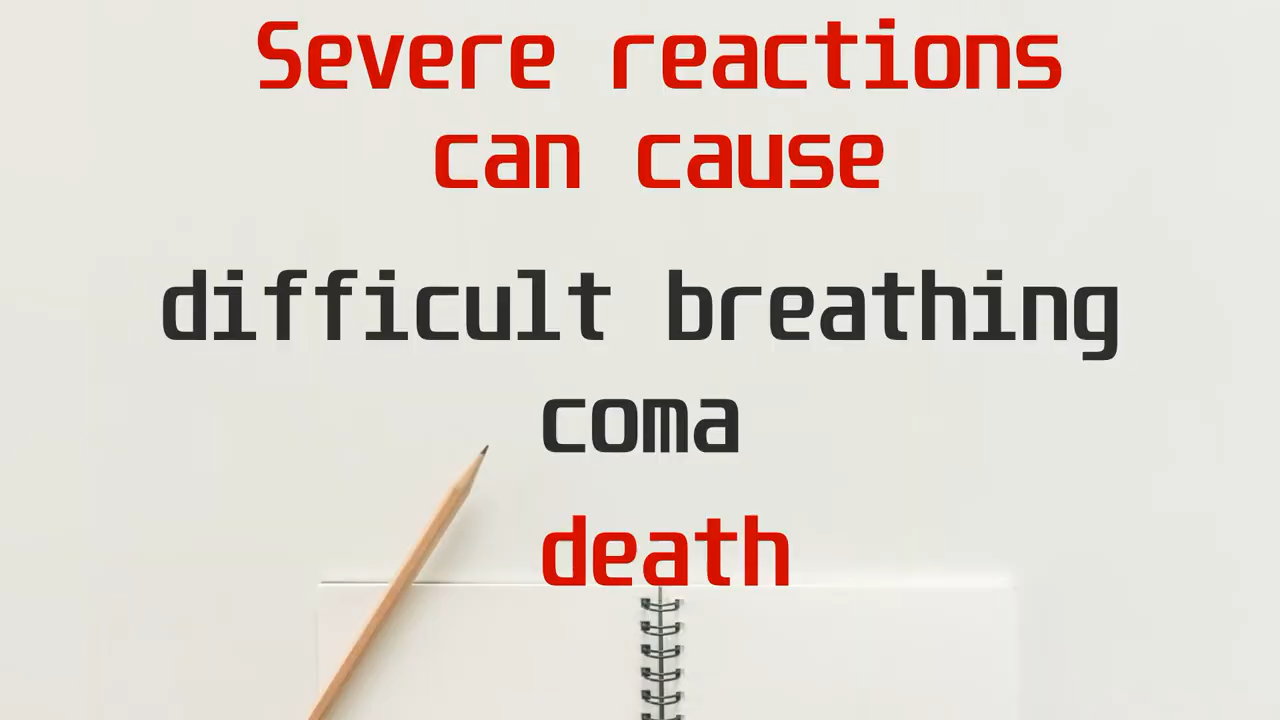 Severe reactions
can cause
difficult breathing
coma
death